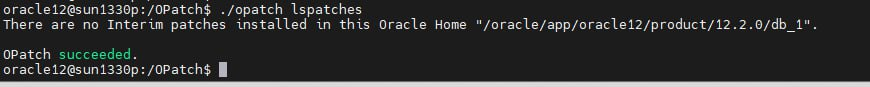 oracle12@sun1330p:/OPatch$ ./opatch lspatches
There are no Interim patches installed in this Oracle Home "/oracle/app/oracle12/product/12.2.0/db_1".
OPatch succeeded.
oracle12@sun1330p:/OPatch$